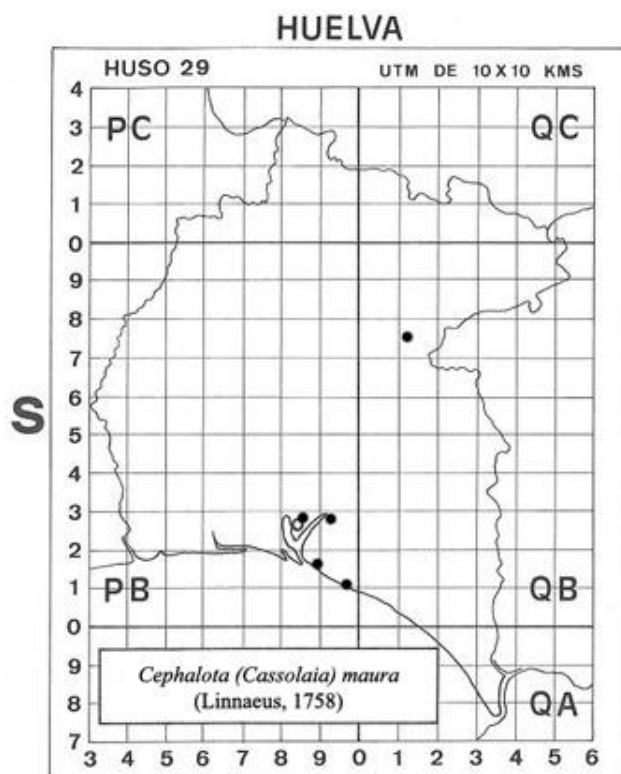 HUELVA
HUSO 29 UTM DE 10 X 10 KMS
4
PC QC
3
2
1
0
9
8
7
6
S
5
4
3
2
1
PB QB
0
9
8
7
QA
Cephalota (Cassolaia) maura
(Linnaeus, 1758)
3 4 5 6 7 8 9 0 1 2 3 4 5 6